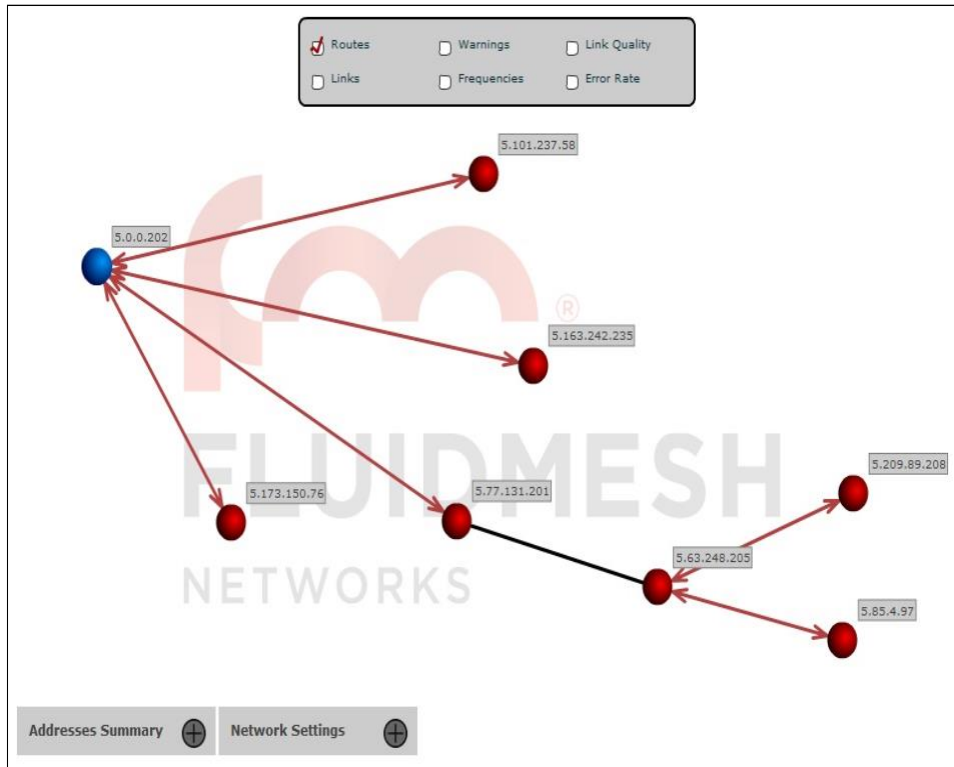 Routes
Warnings
Link Quality
Links
Frequencies
Error Rate
5.101.237.58
5.0.0.202
®
5.163.242.235
FLUIDMESH
5.209.89.208
5.173.150.76
5.77.131.201
5.63.248.205
NETWORKS
5.85.4.97
Addresses Summary
Network Settings